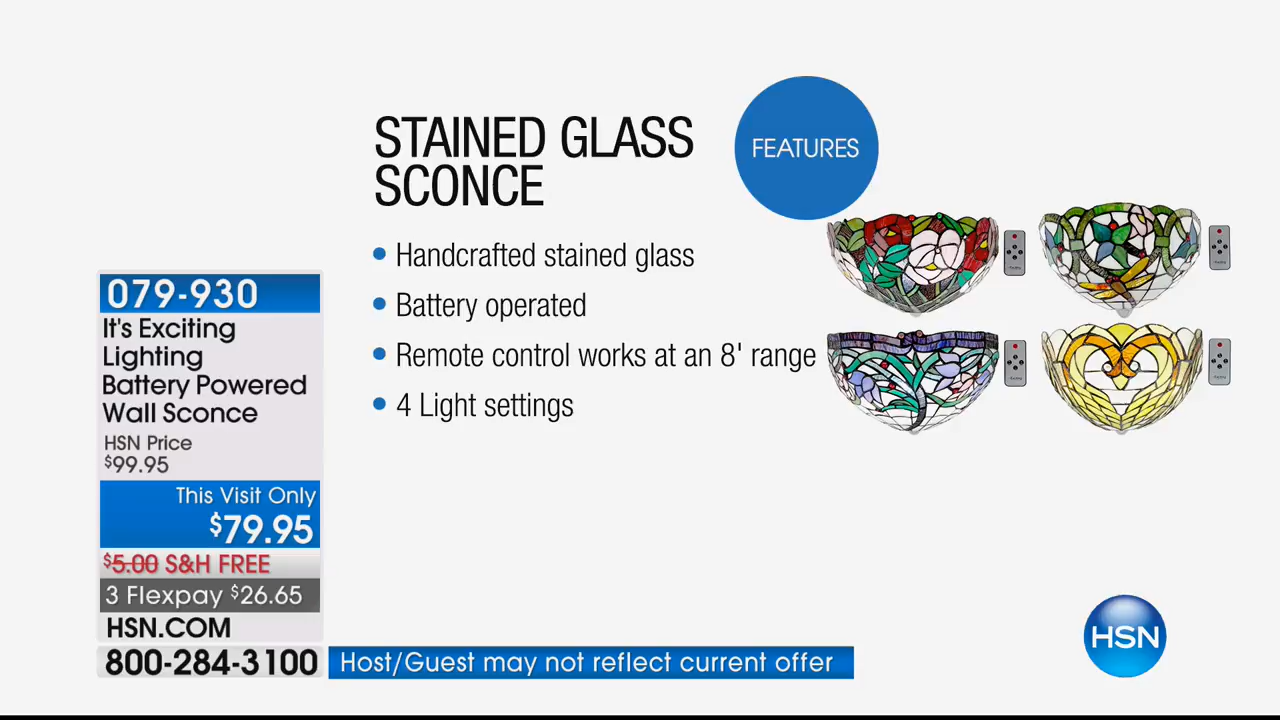 STAINED GLASS
SCONCE
FEATURES
Handcrafted stained glass
Battery operated
Remote control works at an 8' range
4 Light settings
079-930
It's Exciting
Lighting
Battery Powered
Wall Sconce
HSN Price
$99.95
This Visit Only
$79.95
$5.00 S&H FREE
3 Flexpay $26.65
HSN.COM
800-284-3100
Host/Guest may not reflect current offer
HSN